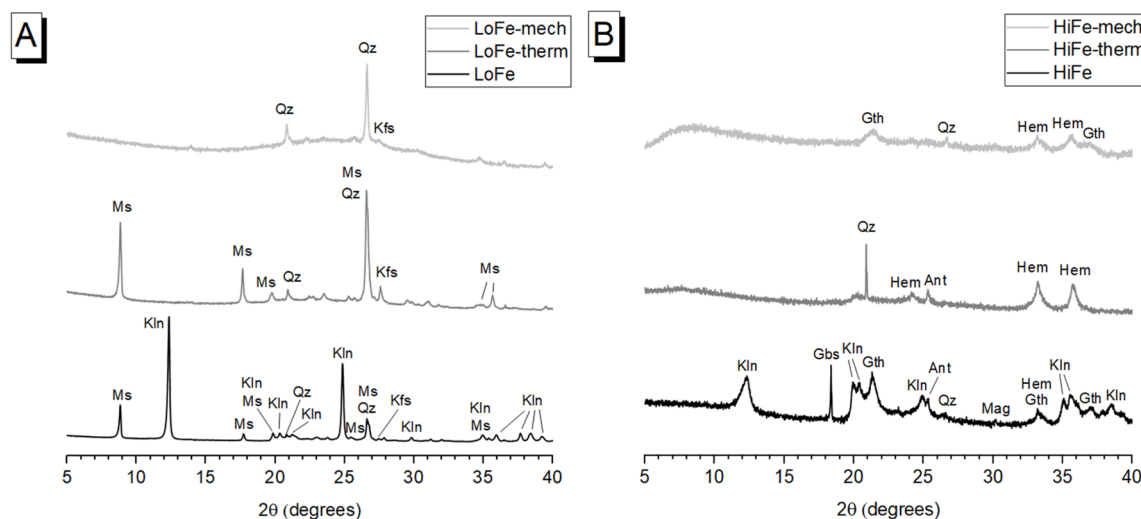 A
LoFe-mech
LoFe-therm
LoFe
Qz
Qz
Kfs
Ms
Qz
Ms
Ms
Ms
Qz
Kfs
Ms
Kln
Ms
Ms
Kln
Ms
Kln
Qz
Kln
Kln
Ms
Ms
Qz
Kfs
Kln
Kln
Ms
Kln
5 10 15 20 25 30 35 40
2θ (degrees)
B
HiFe-mech
HiFe-therm
HiFe
Gth
Qz
Hem
Hem
Gth
Qz
Hem
Ant
Hem
Hem
Kln
Gbs
Kln
Gth
Kln
Ant
Qz
Mag
Hem
Gth
Kln
Gth
Kln
5 10 15 20 25 30 35 40
2θ (degrees)